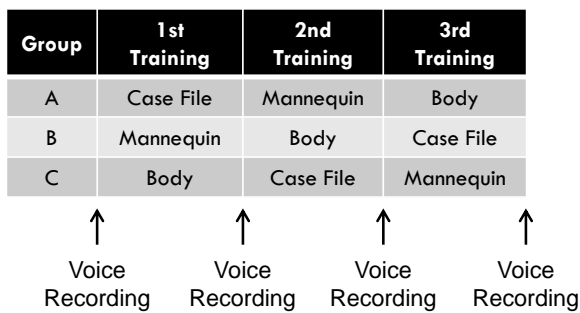 Group 1st Training 2nd Training 3rd Training
A Case File Mannequin Body
B Mannequin Body Case File
C Body Case File Mannequin
Voice Recording Voice Recording Voice Recording Voice Recording